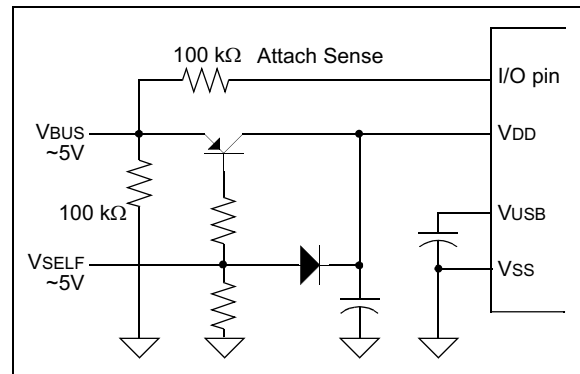 100 kΩ Attach Sense
I/O pin
VBUS
~5V
VDD
100 kΩ
VUSB
VSELF
~5V
VSS